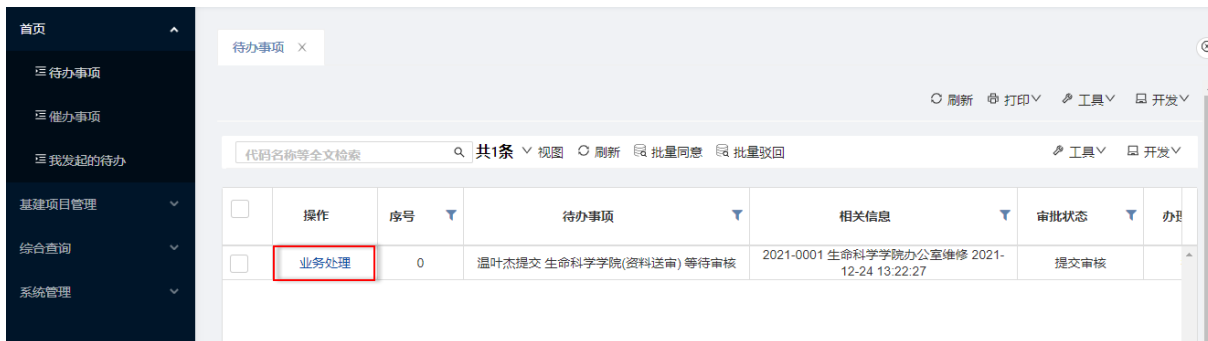 首页
待办事项
催办事项
我发起的待办
基建项目管理
综合查询
系统管理
待办事项 ×
刷新 打印 工具 开发
代码名称等全文检索 共1条 视图 刷新 批量同意 批量驳回 工具 开发
操作 序号 待办事项 相关信息 审批状态 办理
业务处理 0 温叶杰提交 生命科学学院(资料送审) 等待审核 2021-0001 生命科学学院办公室维修 2021-
12-24 13:22:27 提交审核